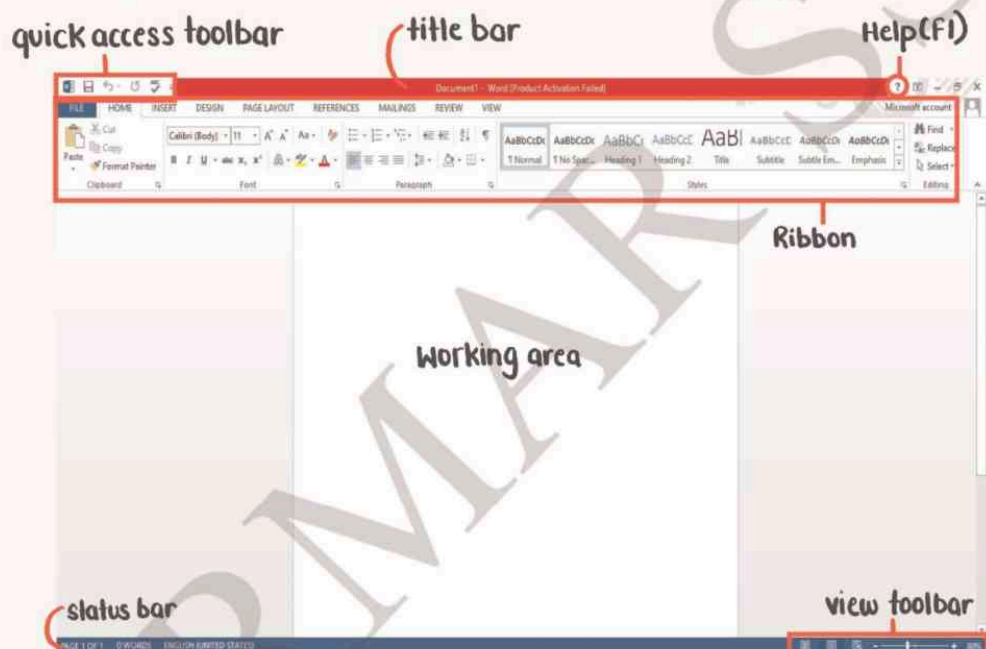 quick access toolbar
title bar
Help(F1)
Document1 - Word (Product Activation Failed)
FILE HOME INSERT DESIGN PAGE LAYOUT REFERENCES MAILINGS REVIEW VIEW Microsoft account
Paste
Cut
Copy
Format Painter
Clipboard
Calibri (Body) 11
Font
Paragraph
AaBbCcDc AaBbCcDc AaBbCc AaBbCcC AaBl AaBbCcC AaBbCcDc AaBbCcDc
¶ Normal ¶ No Spac... Heading 1 Heading 2 Title Subtitle Subtle Em... Emphasis
Styles
Find
Replace
Select
Editing
Ribbon
Working area
status bar
view toolbar
PAGE 1 OF 1 0 WORDS ENGLISH (UNITED STATES)